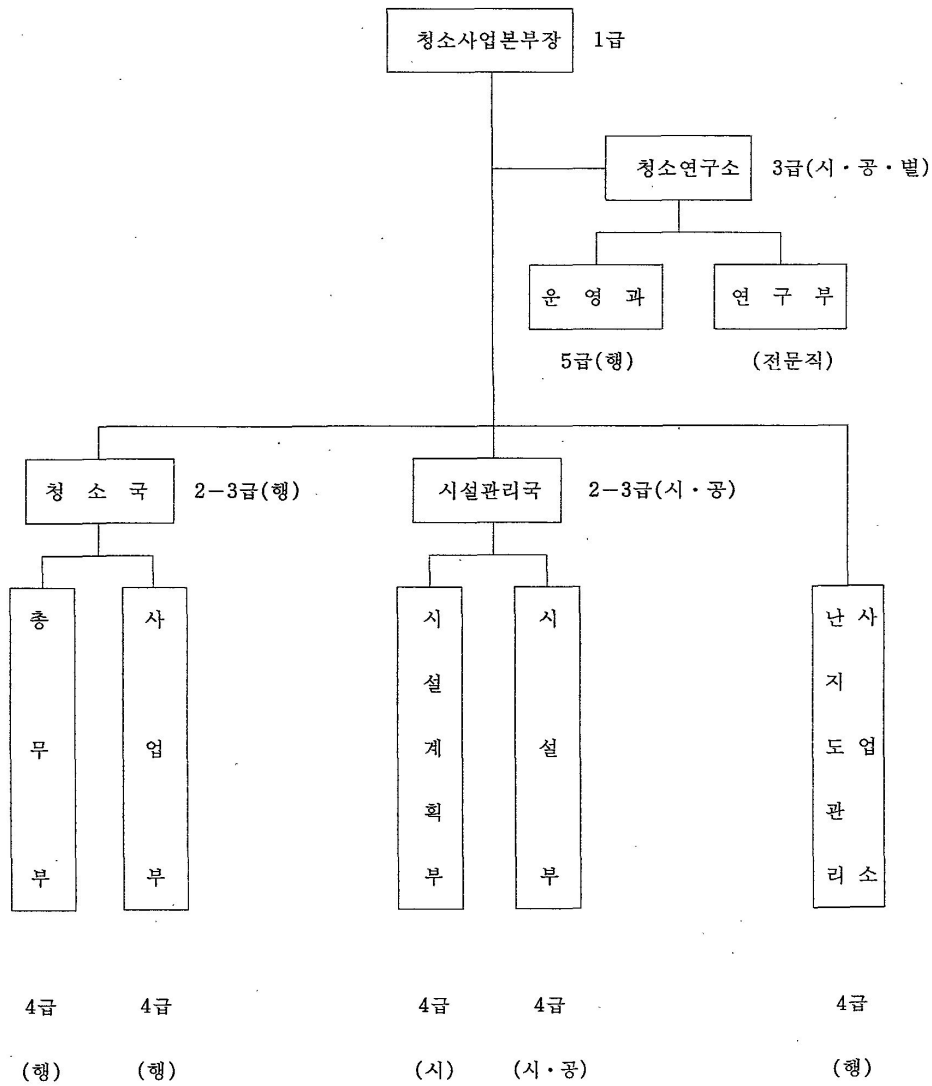 청소사업본부장 1급
청소연구소 3급(시·공·별)
운영과 연구부
5급(행) (전문직)
청소국 2-3급(행) 시설관리국 2-3급(시·공)
총무부
사업부
시설계획부
시설부
난지도관리
사업소
4급 4급 4급 4급 4급
(행) (행) (시) (시·공) (행)